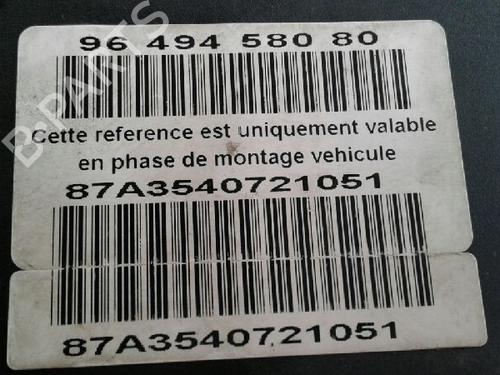 96 494 580 80
Cette reference est uniquement valable
en phase de montage vehicule
87A3540721051
87A3540721051
B-PARTS